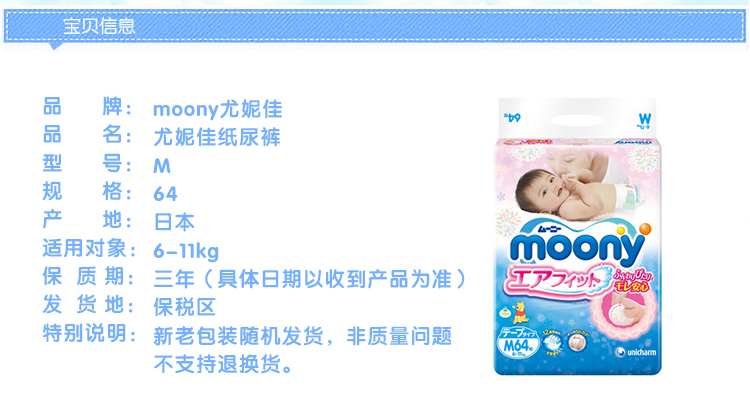 宝贝信息
品 牌： moony尤妮佳
品 名： 尤妮佳纸尿裤
型 号： M
规 格： 64
产 地： 日本
适用对象： 6-11kg
保 质 期： 三年（具体日期以收到产品为准）
发 货 地： 保税区
特别说明： 新老包装随机发货，非质量问题
不支持退换货。
64
M
ムーニー
moony
エアフィット
モレ安心
テープタイプ
M64
unicharm